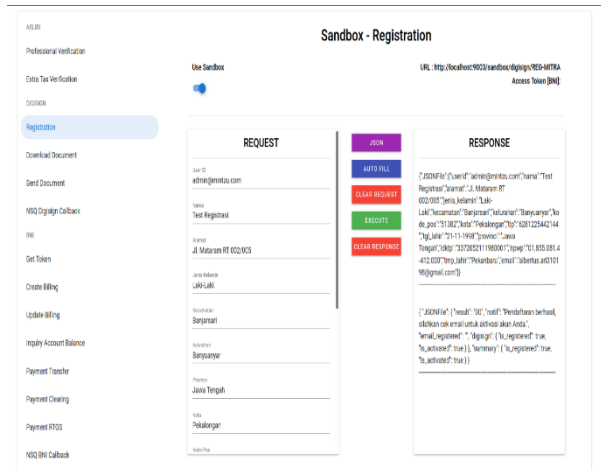 ASLIRI
Professional Verification
Extra Tax Verification
DIGISIGN
Registration
Download Document
Send Document
NSQ Digisign Callback
BNI
Get Token
Create Billing
Update Billing
Inquiry Account Balance
Payment Transfer
Payment Clearing
Payment RTGS
NSQ BNI Callback
Sandbox - Registration
Use Sandbox
URL : http://localhost:9003/sandbox/digisign/REG-MITRA
Access Token [BNI]:
REQUEST
User ID
admin@mintzu.com
Nama
Test Registrasi
Alamat
Jl. Mataram RT 002/005
Jenis Kelamin
Laki-Laki
Kecamatan
Banjarsari
Kelurahan
Banyuanyar
Provinsi
Jawa Tengah
Kota
Pekalongan
Kode Pos
JSON
AUTO FILL
CLEAR REQUEST
EXECUTE
CLEAR RESPONSE
RESPONSE
{"JSONFile":{"userid":"admin@mintzu.com","nama":"Test
Registrasi","alamat":"Jl. Mataram RT
002/005","jenis_kelamin":"Laki-
Laki","kecamatan":"Banjarsari","kelurahan":"Banyuanyar","ko
de_pos":"51382","kota":"Pekalongan","tlp":"6281225442144
","tgl_lahir":"21-11-1998","provinci":"Jawa
Tengah","idktp":"3372052111980001","npwp":"01.835.081.4
-412.000","tmp_lahir":"Pekanbaru","email":"albertus.ari3101
98@gmail.com"}}
{ "JSONFile": { "result": "00", "notif": "Pendaftaran berhasil,
silahkan cek email untuk aktivasi akun Anda.",
"email_registered": "", "digisign": { "is_registered": true,
"is_activated": true } }, "summary": { "is_registered": true,
"is_activated": true } }